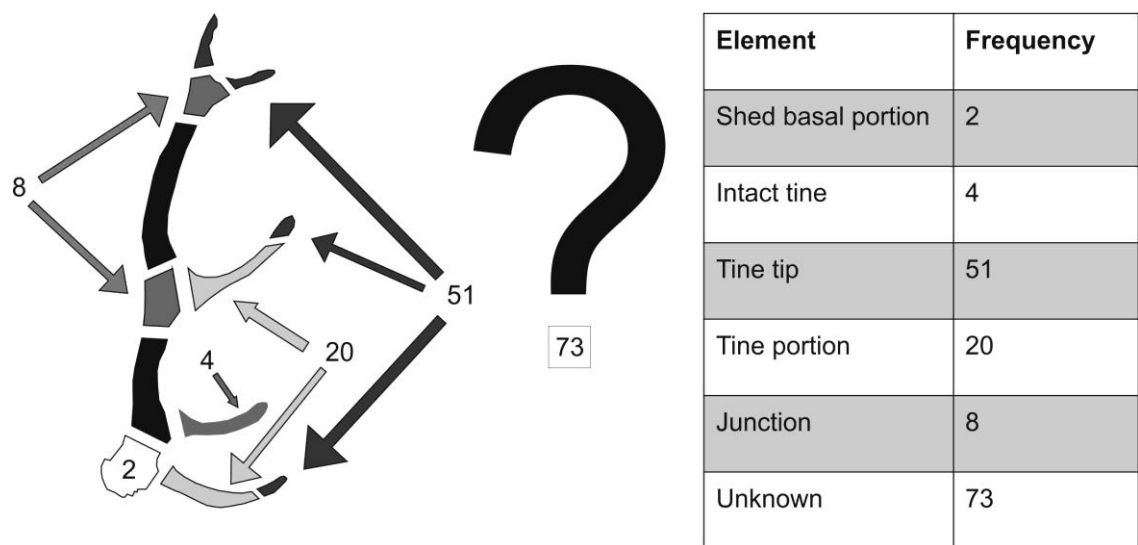 8
51
73
4
20
2
?
Element Frequency
Shed basal portion 2
Intact tine 4
Tine tip 51
Tine portion 20
Junction 8
Unknown 73